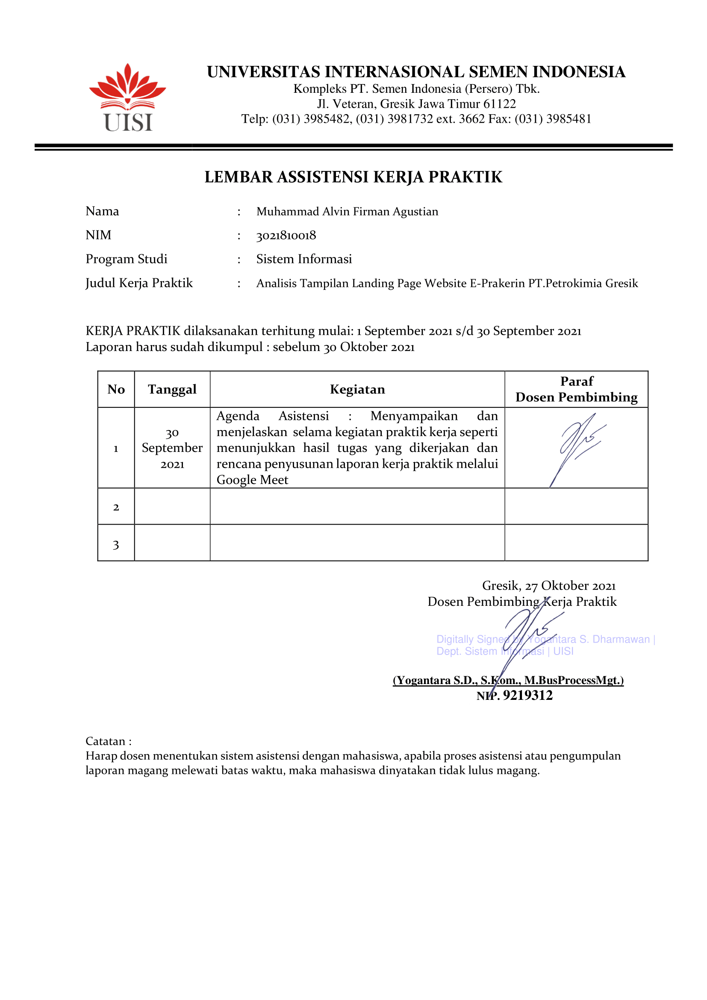 UISI
UNIVERSITAS INTERNASIONAL SEMEN INDONESIA
Kompleks PT. Semen Indonesia (Persero) Tbk.
Jl. Veteran, Gresik Jawa Timur 61122
Telp: (031) 3985482, (031) 3981732 ext. 3662 Fax: (031) 3985481
LEMBAR ASSISTENSI KERJA PRAKTIK
Nama : Muhammad Alvin Firman Agustian
NIM : 3021810018
Program Studi : Sistem Informasi
Judul Kerja Praktik : Analisis Tampilan Landing Page Website E-Prakerin PT.Petrokimia Gresik
KERJA PRAKTIK dilaksanakan terhitung mulai: 1 September 2021 s/d 30 September 2021
Laporan harus sudah dikumpul : sebelum 30 Oktober 2021
No Tanggal Kegiatan Paraf
Dosen Pembimbing
1
30
September
2021
Agenda Asistensi : Menyampaikan dan
menjelaskan selama kegiatan praktik kerja seperti
menunjukkan hasil tugas yang dikerjakan dan
rencana penyusunan laporan kerja praktik melalui
Google Meet
2
3
Gresik, 27 Oktober 2021
Dosen Pembimbing Kerja Praktik
Digitally Signed by Yogantara S. Dharmawan |
Dept. Sistem Informasi | UISI
(Yogantara S.D., S.Kom., M.BusProcessMgt.)
NIP. 9219312
Catatan :
Harap dosen menentukan sistem asistensi dengan mahasiswa, apabila proses asistensi atau pengumpulan
laporan magang melewati batas waktu, maka mahasiswa dinyatakan tidak lulus magang.